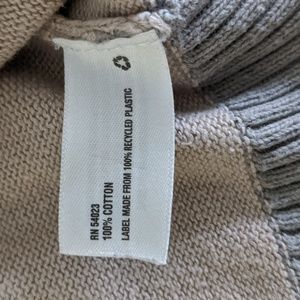 RN 54023
100% COTTON
LABEL MADE FROM 100% RECYCLED PLASTIC